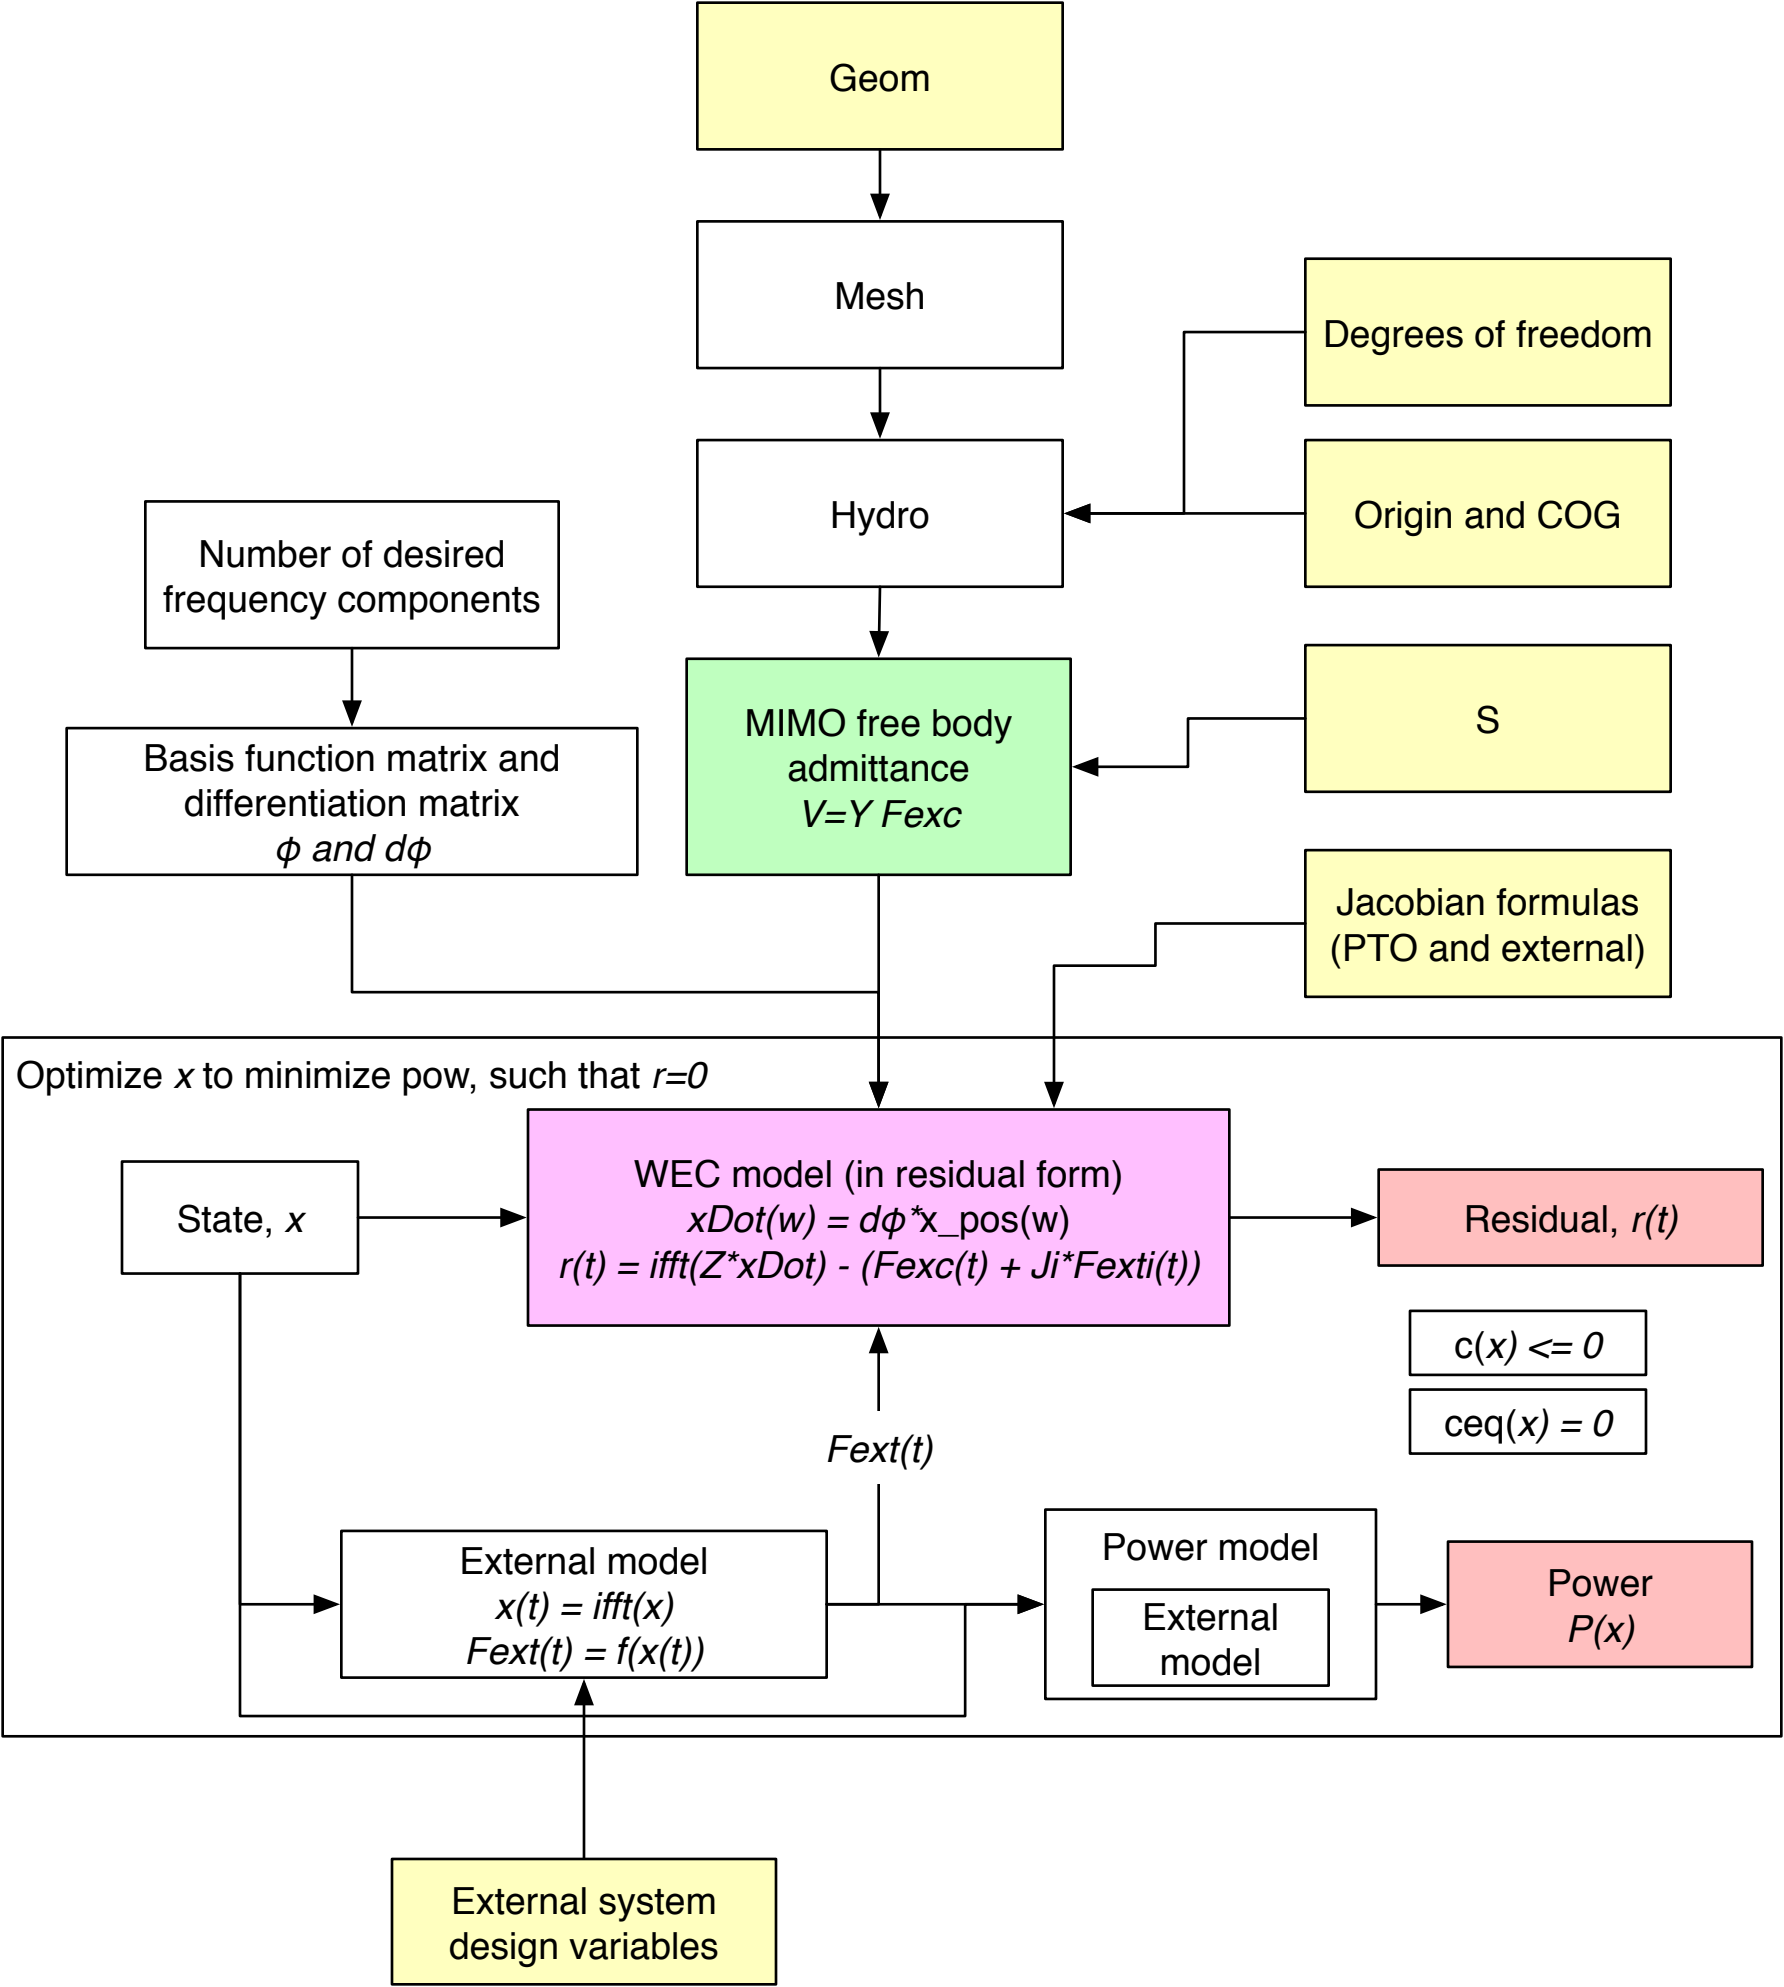 Geom
Mesh
Degrees of freedom
Hydro
Origin and COG
Number of desired
frequency components
MIMO free body
admittance
V=Y Fexc
S
Basis function matrix and
differentiation matrix
ϕ and dϕ
Jacobian formulas
(PTO and external)
Optimize x to minimize pow, such that r=0
State, x
WEC model (in residual form)
xDot(w) = dϕ*x_pos(w)
r(t) = ifft(Z*xDot) - (Fexc(t) + Ji*Fexti(t))
Residual, r(t)
c(x) <= 0
ceq(x) = 0
Fext(t)
External model
x(t) = ifft(x)
Fext(t) = f(x(t))
Power model
External
model
Power
P(x)
External system
design variables